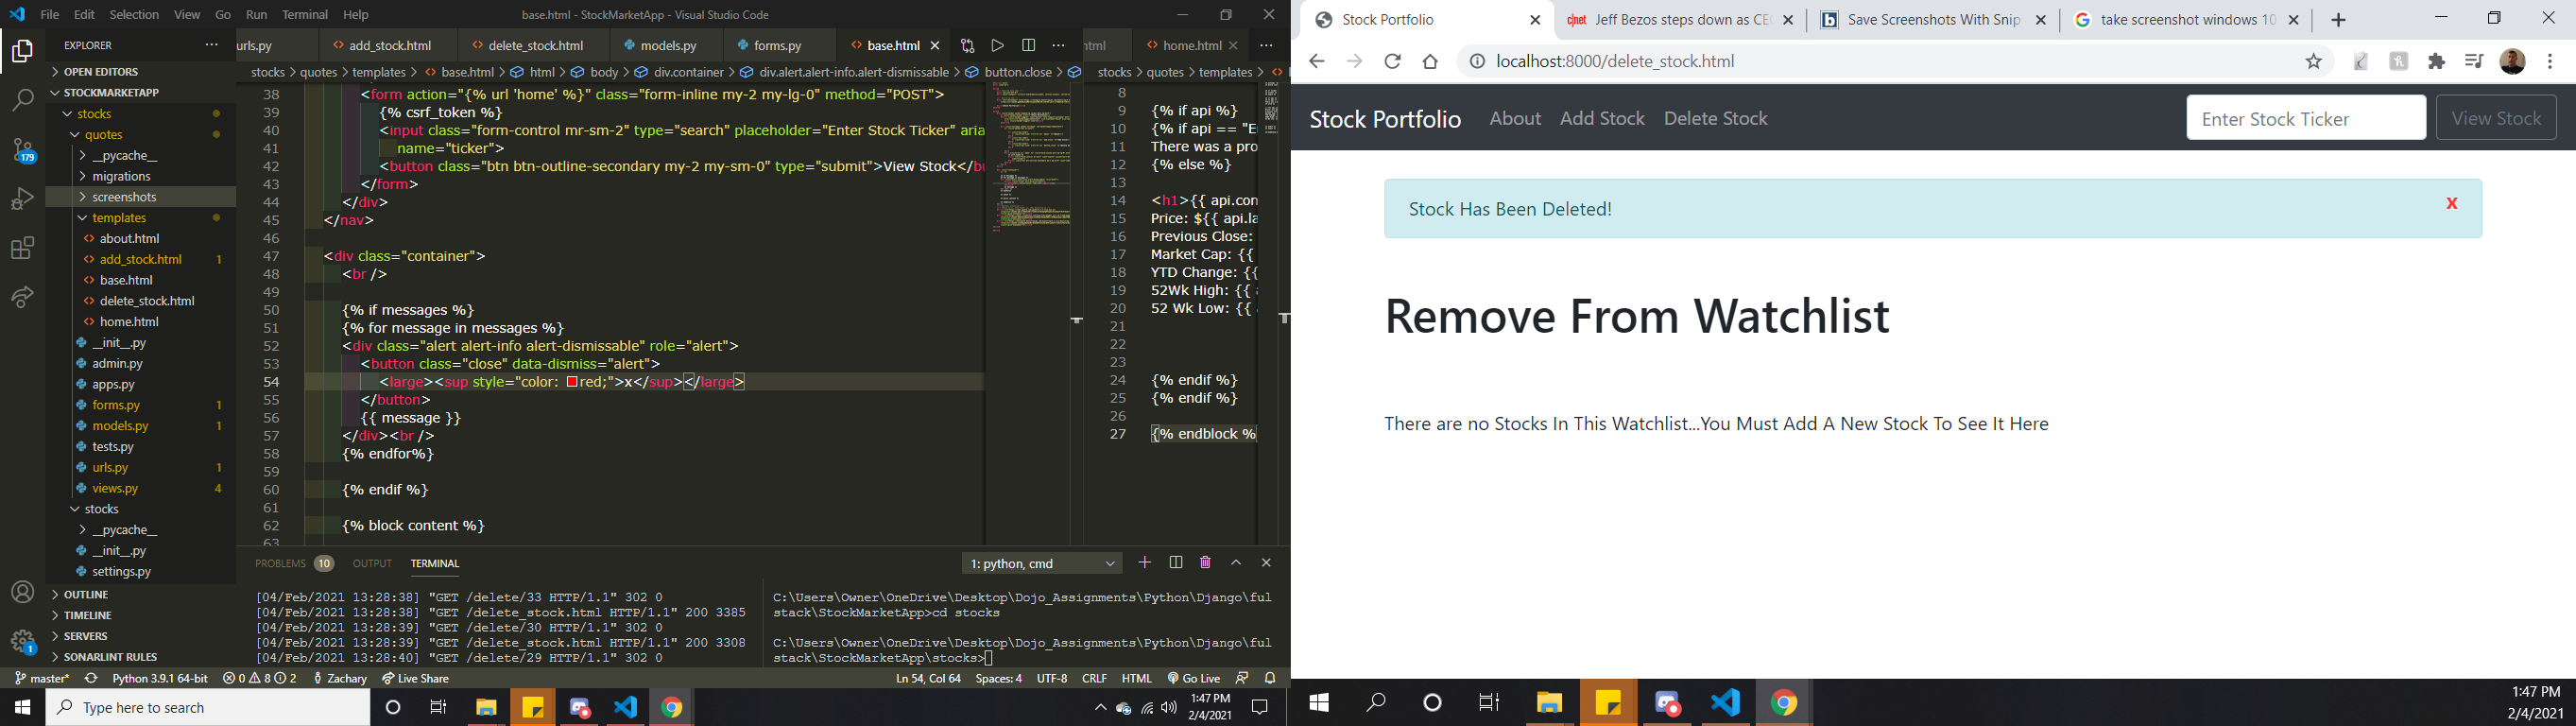 File Edit Selection View Go Run Terminal Help
base.html - StockMarketApp - Visual Studio Code
EXPLORER
OPEN EDITORS
STOCKMARKETAPP
stocks
quotes
__pycache__
migrations
screenshots
templates
about.html
add_stock.html 1
base.html
delete_stock.html
home.html
__init__.py
admin.py
apps.py
forms.py 1
models.py 1
tests.py
urls.py 1
views.py 4
stocks
__pycache__
__init__.py
settings.py
OUTLINE
TIMELINE
SERVERS
SONARLINT RULES
179
1
urls.py add_stock.html delete_stock.html models.py forms.py base.html
stocks > quotes > templates > base.html > html > body > div.container > div.alert.alert-info.alert-dismissable > button.close >
38 <form action="{% url 'home' %}" class="form-inline my-2 my-lg-0" method="POST">
39 {% csrf_token %}
40 <input class="form-control mr-sm-2" type="search" placeholder="Enter Stock Ticker" aria
41 name="ticker">
42 <button class="btn btn-outline-secondary my-2 my-sm-0" type="submit">View Stock</bu
43 </form>
44 </div>
45 </nav>
46
47 <div class="container">
48 <br />
49
50 {% if messages %}
51 {% for message in messages %}
52 <div class="alert alert-info alert-dismissable" role="alert">
53 <button class="close" data-dismiss="alert">
54 <large><sup style="color: red;">x</sup></large>
55 </button>
56 {{ message }}
57 </div><br />
58 {% endfor%}
59
60 {% endif %}
61
62 {% block content %}
63
html home.html
stocks > quotes > templates >
8
9 {% if api %}
10 {% if api == "E
11 There was a pro
12 {% else %}
13
14 <h1>{{ api.con
15 Price: ${{ api.la
16 Previous Close:
17 Market Cap: {{
18 YTD Change: {{
19 52Wk High: {{
20 52 Wk Low: {{
21
22
23
24 {% endif %}
25 {% endif %}
26
27 {% endblock %
PROBLEMS 10 OUTPUT TERMINAL
1: python, cmd
[04/Feb/2021 13:28:38] "GET /delete/33 HTTP/1.1" 302 0
[04/Feb/2021 13:28:38] "GET /delete_stock.html HTTP/1.1" 200 3385
[04/Feb/2021 13:28:39] "GET /delete/30 HTTP/1.1" 302 0
[04/Feb/2021 13:28:39] "GET /delete_stock.html HTTP/1.1" 200 3308
[04/Feb/2021 13:28:40] "GET /delete/29 HTTP/1.1" 302 0
C:\Users\Owner\OneDrive\Desktop\Dojo_Assignments\Python\Django\ful
stack\StockMarketApp>cd stocks
C:\Users\Owner\OneDrive\Desktop\Dojo_Assignments\Python\Django\ful
stack\StockMarketApp\stocks>
master* Python 3.9.1 64-bit 0 8 2 Zachary Live Share
Ln 54, Col 64 Spaces: 4 UTF-8 CRLF HTML Go Live
Type here to search
1:47 PM
2/4/2021
Stock Portfolio
c|net Jeff Bezos steps down as CE
b Save Screenshots With Snip
G take screenshot windows 10
localhost:8000/delete_stock.html
Stock Portfolio About Add Stock Delete Stock
Enter Stock Ticker View Stock
Stock Has Been Deleted! x
Remove From Watchlist
There are no Stocks In This Watchlist...You Must Add A New Stock To See It Here
1:47 PM
2/4/2021